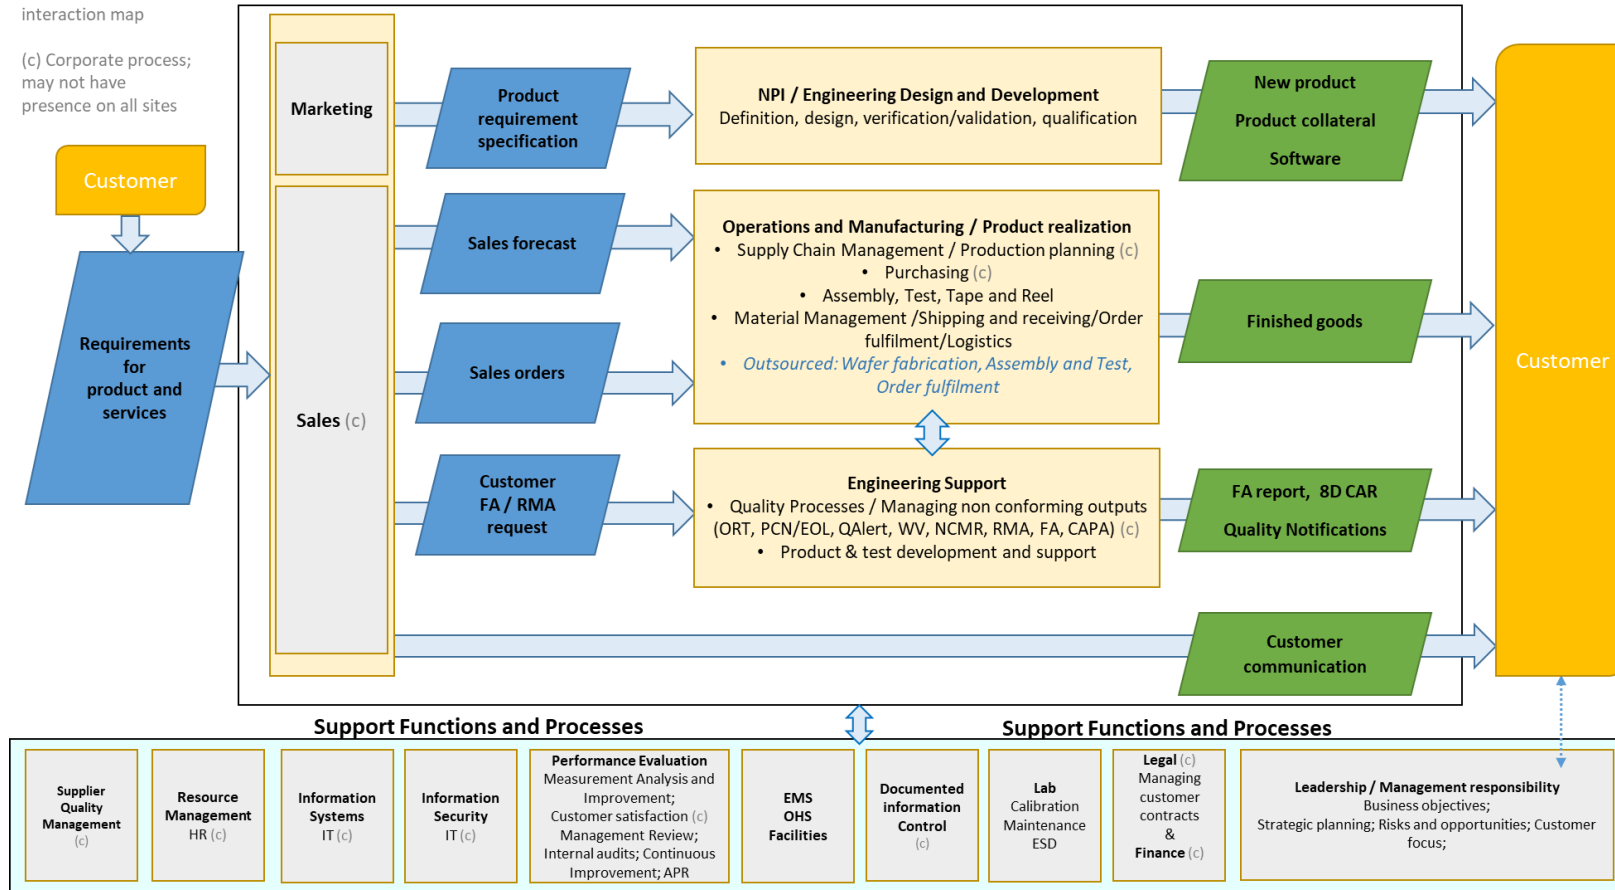 interaction map
(c) Corporate process;
may not have
presence on all sites
Customer
Requirements
for
product and
services
Marketing
Sales (c)
Product
requirement
specification
Sales forecast
Sales orders
Customer
FA / RMA
request
NPI / Engineering Design and Development
Definition, design, verification/validation, qualification
Operations and Manufacturing / Product realization
• Supply Chain Management / Production planning (c)
• Purchasing (c)
• Assembly, Test, Tape and Reel
• Material Management /Shipping and receiving/Order
fulfilment/Logistics
• Outsourced: Wafer fabrication, Assembly and Test,
Order fulfilment
Engineering Support
• Quality Processes / Managing non conforming outputs
(ORT, PCN/EOL, QAlert, WV, NCMR, RMA, FA, CAPA) (c)
• Product & test development and support
New product
Product collateral
Software
Finished goods
FA report, 8D CAR
Quality Notifications
Customer
communication
Customer
Support Functions and Processes
Support Functions and Processes
Supplier
Quality
Management
(c)
Resource
Management
HR (c)
Information
Systems
IT (c)
Information
Security
IT (c)
Performance Evaluation
Measurement Analysis and
Improvement;
Customer satisfaction (c)
Management Review;
Internal audits; Continuous
Improvement; APR
EMS
OHS
Facilities
Documented
information
Control
(c)
Lab
Calibration
Maintenance
ESD
Legal (c)
Managing
customer
contracts
&
Finance (c)
Leadership / Management responsibility
Business objectives;
Strategic planning; Risks and opportunities; Customer
focus;